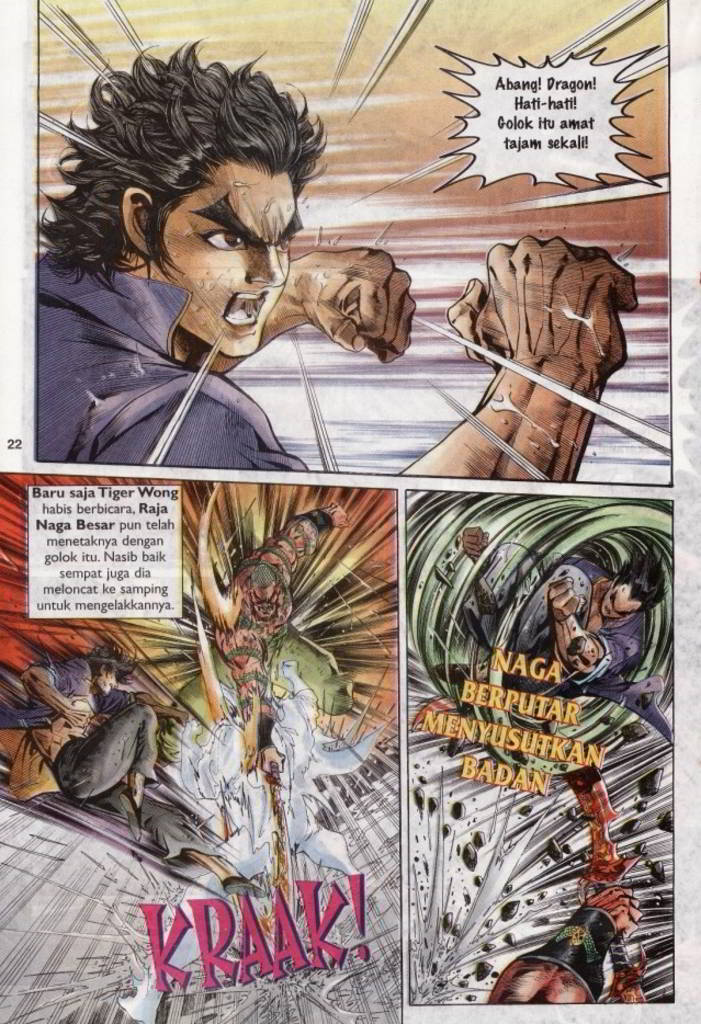 Abang! Dragon!
Hati-hati!
Golok itu amat
tajam sekali!
22
Baru saja Tiger Wong
habis berbicara, Raja
Naga Besar pun telah
menetaknya dengan
golok itu. Nasib baik
sempat juga dia
meloncat ke samping
untuk mengelakkannya.
NAGA
BERPUTAR
MENYUSUTKAN
BADAN
KRAAK!